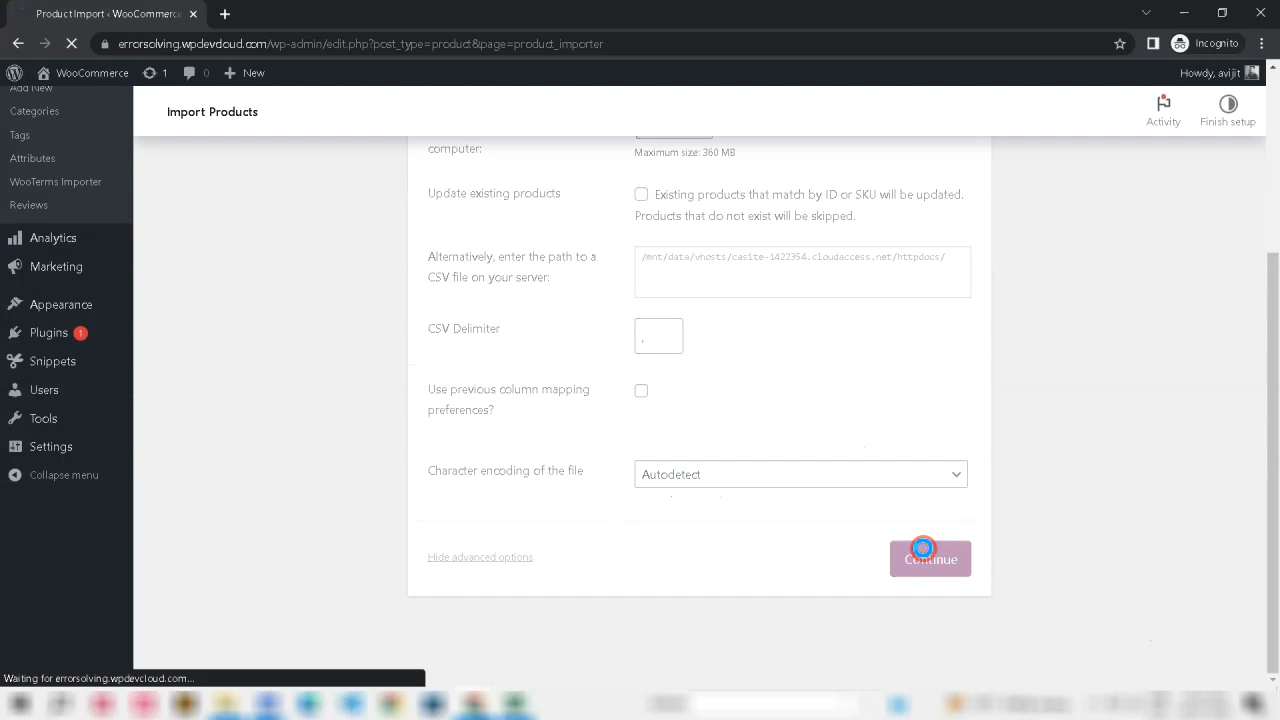 Product Import ‹ WooCommerce
errorsolving.wpdevcloud.com/wp-admin/edit.php?post_type=product&page=product_importer
Incognito
WooCommerce 1 0 New
Howdy, avijit
Add New
Categories
Tags
Attributes
WooTerms Importer
Reviews
Analytics
Marketing
Appearance
Plugins 1
Snippets
Users
Tools
Settings
Collapse menu
Import Products
Activity
Finish setup
computer:
Maximum size: 360 MB
Update existing products
Existing products that match by ID or SKU will be updated.
Products that do not exist will be skipped.
Alternatively, enter the path to a
CSV file on your server:
/mnt/data/vhosts/casite-1422354.cloudaccess.net/httpdocs/
CSV Delimiter
,
Use previous column mapping
preferences?
Character encoding of the file
Autodetect
Hide advanced options
Continue
Waiting for errorsolving.wpdevcloud.com...